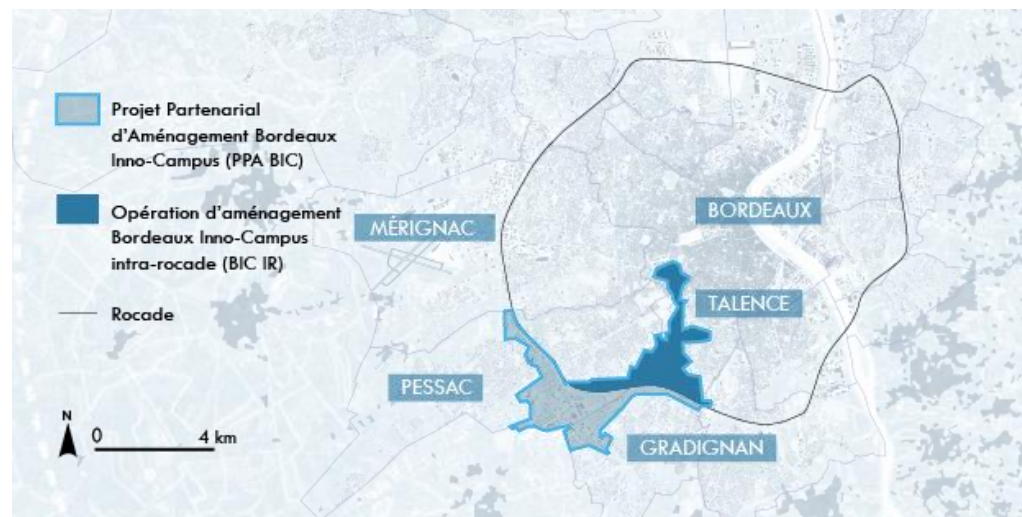 Projet Partenarial
d'Aménagement Bordeaux
Inno-Campus (PPA BIC)
Opération d'aménagement
Bordeaux Inno-Campus
intra-rocade (BIC IR)
Rocade
N
0 4 km
MÉRIGNAC
BORDEAUX
TALENCE
PESSAC
GRADIGNAN